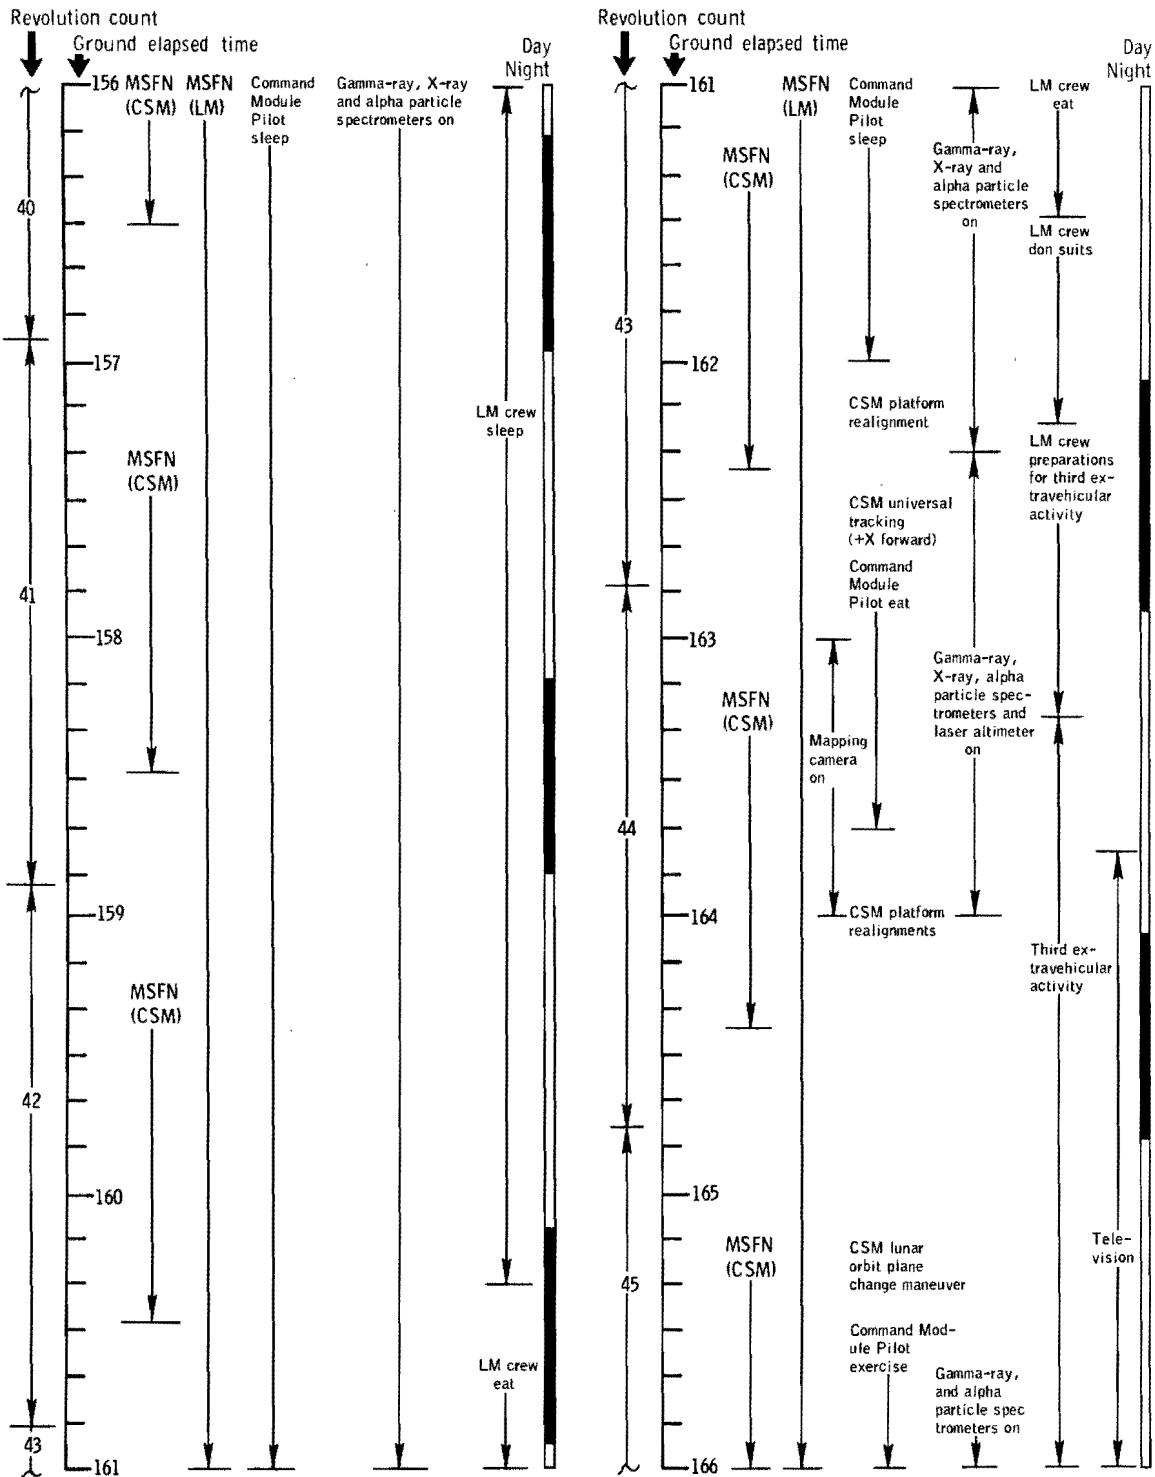 Revolution count
Ground elapsed time
Day
Night
156
MSFN
(CSM)
MSFN
(LM)
Command
Module
Pilot
sleep
Gamma-ray, X-ray
and alpha particle
spectrometers on
40
157
LM crew
sleep
MSFN
(CSM)
41
158
159
MSFN
(CSM)
42
160
LM crew
eat
43
161
Revolution count
Ground elapsed time
Day
Night
161
MSFN
(LM)
Command
Module
Pilot
sleep
LM crew
eat
MSFN
(CSM)
Gamma-ray,
X-ray and
alpha particle
spectrometers
on
LM crew
don suits
43
162
CSM platform
realignment
LM crew
preparations
for third ex-
travehicular
activity
CSM universal
tracking
(+X forward)
Command
Module
Pilot eat
163
MSFN
(CSM)
Mapping
camera
on
Gamma-ray,
X-ray, alpha
particle spec-
trometers and
laser altimeter
on
44
164
CSM platform
realignments
Third ex-
travehicular
activity
165
MSFN
(CSM)
CSM lunar
orbit plane
change maneuver
Tele-
vision
45
Command Mod-
ule Pilot
exercise
Gamma-ray,
and alpha
particle spec
trometers on
166